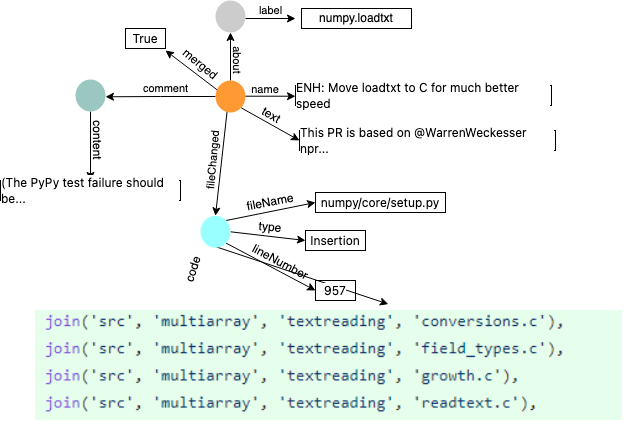 label
numpy.loadtxt
True
merged
about
comment
name
ENH: Move loadtxt to C for much better
speed
text
content
This PR is based on @WarrenWeckesser
npr...
fileChanged
(The PyPy test failure should
be...
fileName
numpy/core/setup.py
type
Insertion
lineNumber
code
957
join('src', 'multiarray', 'textreading', 'conversions.c'),
join('src', 'multiarray', 'textreading', 'field_types.c'),
join('src', 'multiarray', 'textreading', 'growth.c'),
join('src', 'multiarray', 'textreading', 'readtext.c'),